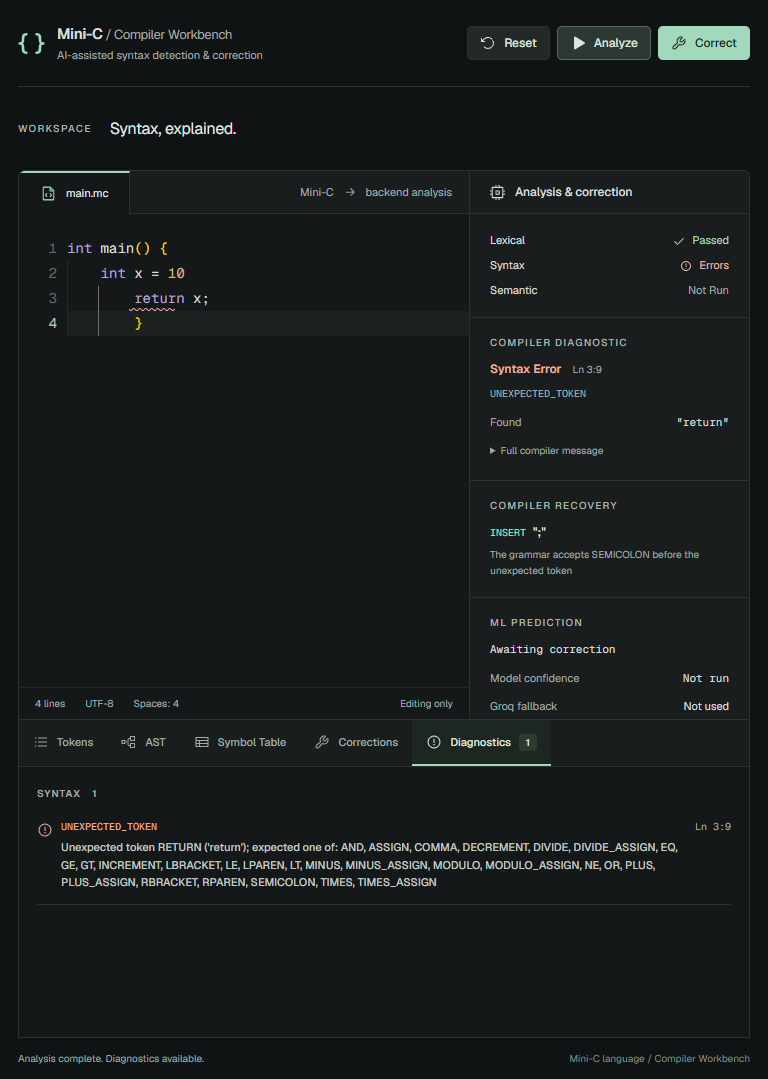 { } Mini-C / Compiler Workbench
AI-assisted syntax detection & correction
Reset
Analyze
Correct
WORKSPACE Syntax, explained.
main.mc
Mini-C → backend analysis
1 int main() {
2 int x = 10
3 return x;
4 }
4 lines UTF-8 Spaces: 4 Editing only
Analysis & correction
Lexical Passed
Syntax Errors
Semantic Not Run
COMPILER DIAGNOSTIC
Syntax Error Ln 3:9
UNEXPECTED_TOKEN
Found "return"
Full compiler message
COMPILER RECOVERY
INSERT ";"
The grammar accepts SEMICOLON before the
unexpected token
ML PREDICTION
Awaiting correction
Model confidence Not run
Groq fallback Not used
Tokens
AST
Symbol Table
Corrections
Diagnostics 1
SYNTAX 1
UNEXPECTED_TOKEN Ln 3:9
Unexpected token RETURN ('return'); expected one of: AND, ASSIGN, COMMA, DECREMENT, DIVIDE, DIVIDE_ASSIGN, EQ,
GE, GT, INCREMENT, LBRACKET, LE, LPAREN, LT, MINUS, MINUS_ASSIGN, MODULO, MODULO_ASSIGN, NE, OR, PLUS,
PLUS_ASSIGN, RBRACKET, RPAREN, SEMICOLON, TIMES, TIMES_ASSIGN
Analysis complete. Diagnostics available.
Mini-C language / Compiler Workbench